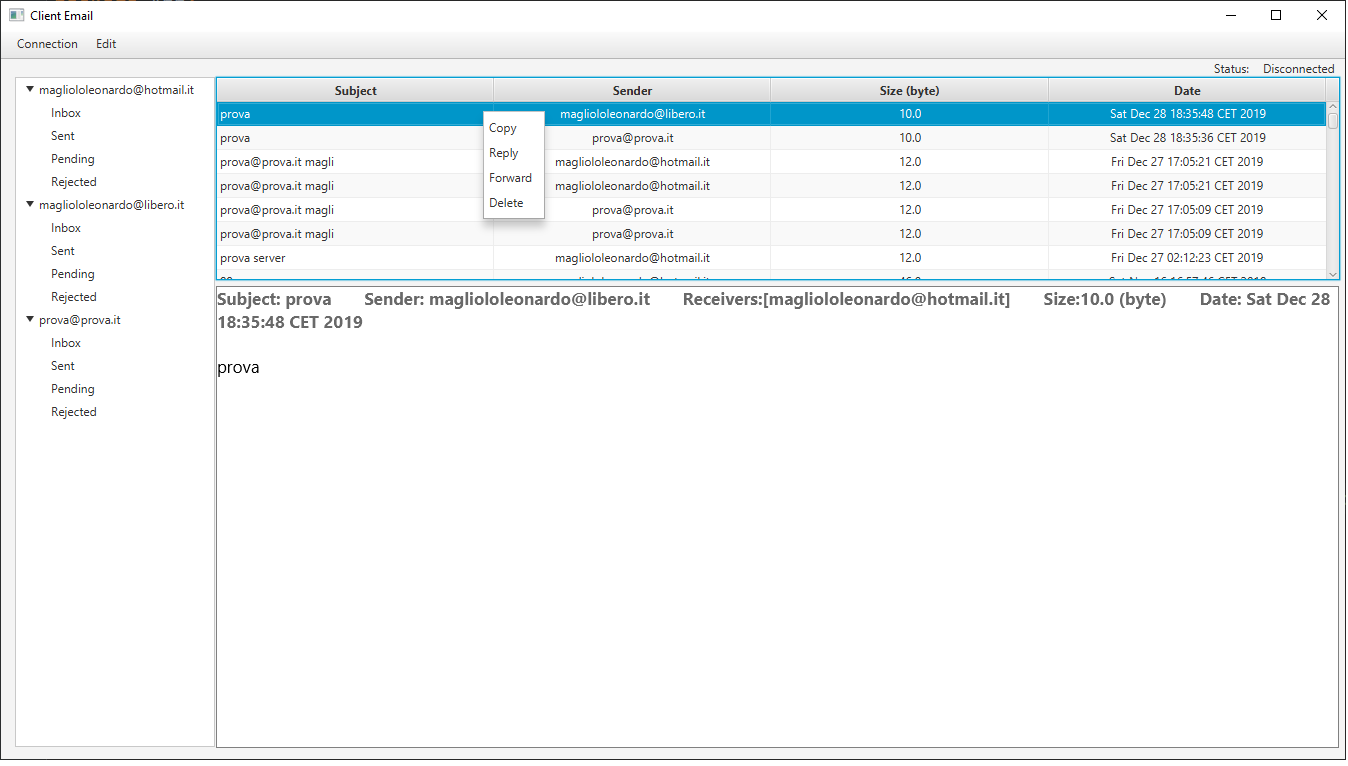 Client Email
Connection Edit
Status: Disconnected
magliololeonardo@hotmail.it
Inbox
Sent
Pending
Rejected
magliololeonardo@libero.it
Inbox
Sent
Pending
Rejected
prova@prova.it
Inbox
Sent
Pending
Rejected
Subject Sender Size (byte) Date
prova magliololeonardo@libero.it 10.0 Sat Dec 28 18:35:48 CET 2019
prova prova@prova.it 10.0 Sat Dec 28 18:35:36 CET 2019
prova@prova.it magli magliololeonardo@hotmail.it 12.0 Fri Dec 27 17:05:21 CET 2019
prova@prova.it magli magliololeonardo@hotmail.it 12.0 Fri Dec 27 17:05:21 CET 2019
prova@prova.it magli prova@prova.it 12.0 Fri Dec 27 17:05:09 CET 2019
prova@prova.it magli prova@prova.it 12.0 Fri Dec 27 17:05:09 CET 2019
prova server magliololeonardo@hotmail.it 12.0 Fri Dec 27 02:12:23 CET 2019
Copy
Reply
Forward
Delete
Subject: prova Sender: magliololeonardo@libero.it Receivers:[magliololeonardo@hotmail.it] Size:10.0 (byte) Date: Sat Dec 28
18:35:48 CET 2019
prova